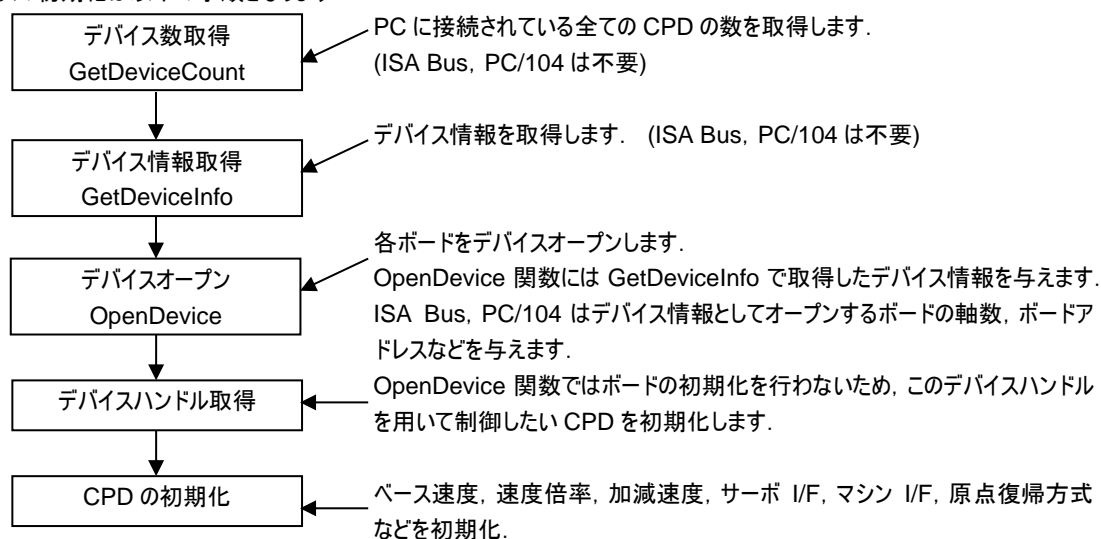 デバイス数取得
GetDeviceCount
PC に接続されている全ての CPD の数を取得します.
(ISA Bus, PC/104 は不要)
デバイス情報取得
GetDeviceInfo
デバイス情報を取得します. (ISA Bus, PC/104 は不要)
デバイスオープン
OpenDevice
各ボードをデバイスオープンします.
OpenDevice 関数には GetDeviceInfo で取得したデバイス情報を与えます.
ISA Bus, PC/104 はデバイス情報としてオープンするボードの軸数, ボードア
ドレスなどを与えます.
デバイスハンドル取得
OpenDevice 関数ではボードの初期化を行わないため, このデバイスハンドル
を用いて制御したい CPD を初期化します.
CPD の初期化
ベース速度, 速度倍率, 加減速度, サーボ I/F, マシン I/F, 原点復帰方式
などを初期化.